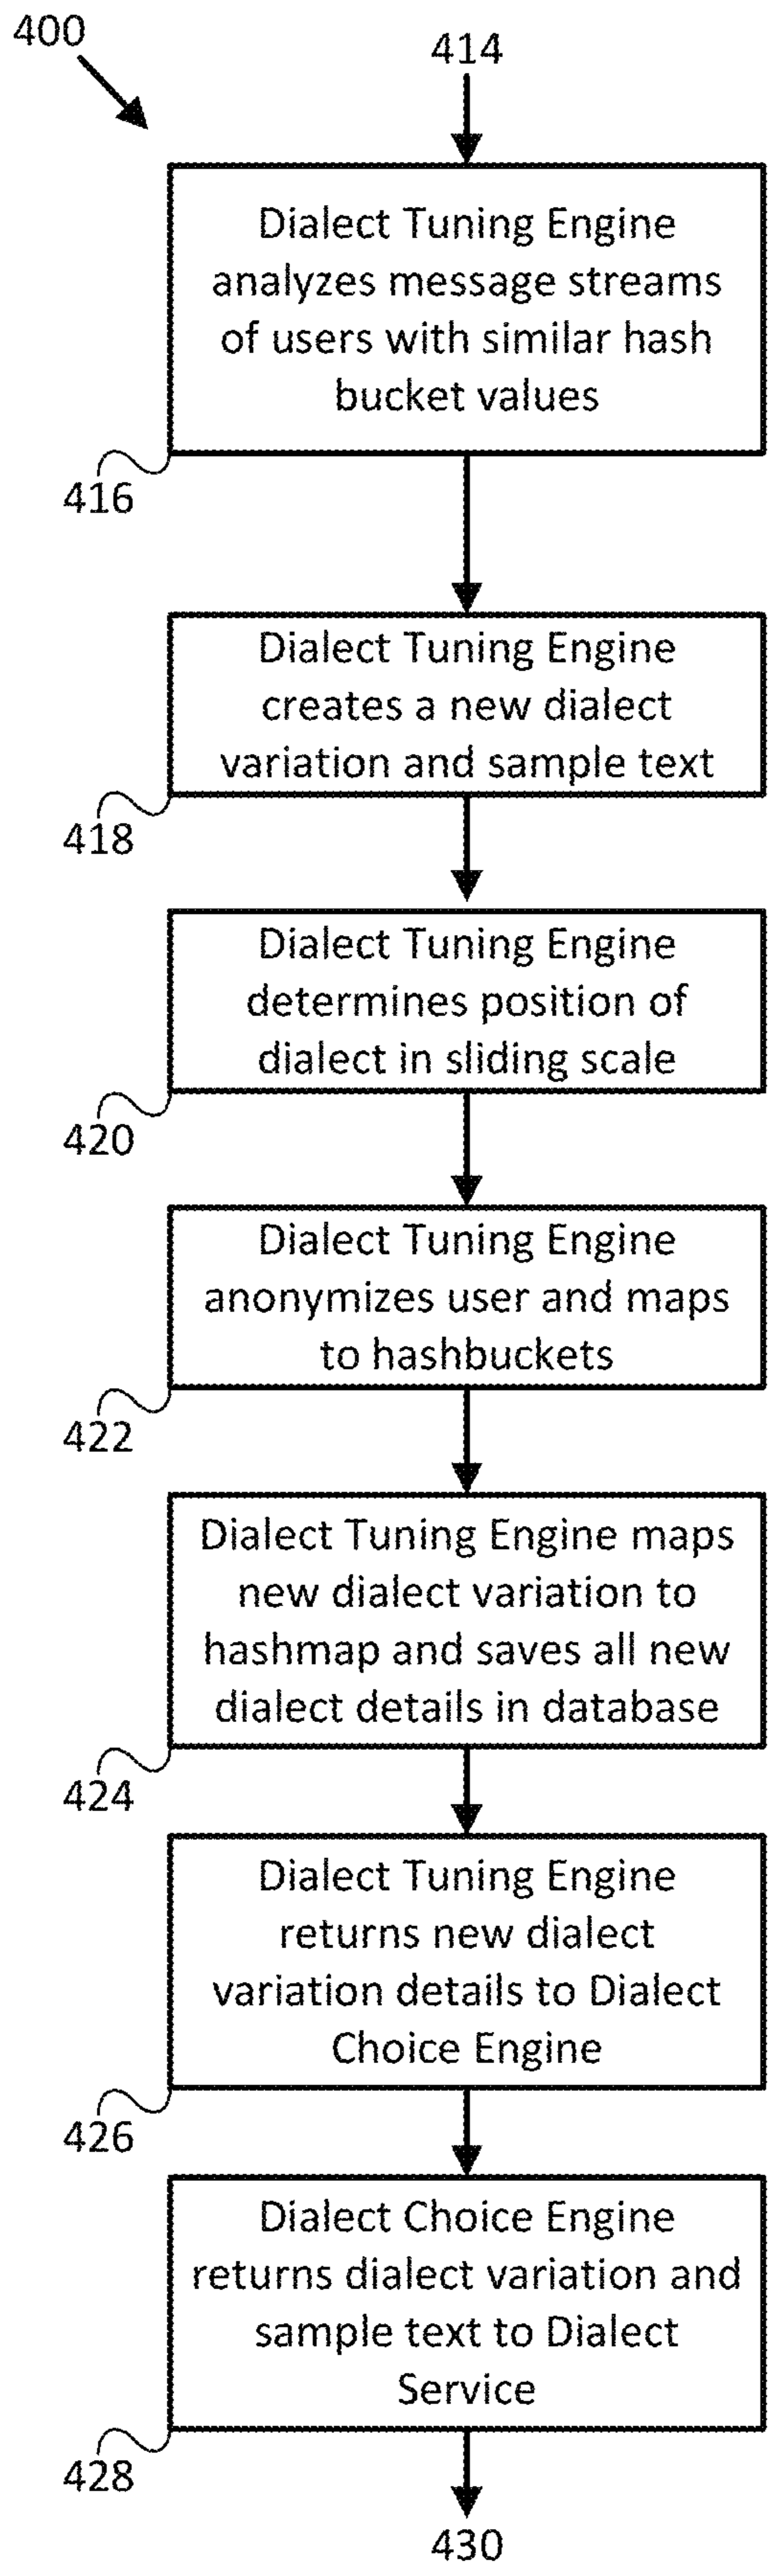 400
414
Dialect Tuning Engine
analyzes message streams
of users with similar hash
bucket values
416
Dialect Tuning Engine
creates a new dialect
variation and sample text
418
Dialect Tuning Engine
determines position of
dialect in sliding scale
420
Dialect Tuning Engine
anonymizes user and maps
to hashbuckets
422
Dialect Tuning Engine maps
new dialect variation to
hashmap and saves all new
dialect details in database
424
Dialect Tuning Engine
returns new dialect
variation details to Dialect
Choice Engine
426
Dialect Choice Engine
returns dialect variation and
sample text to Dialect
Service
428
430